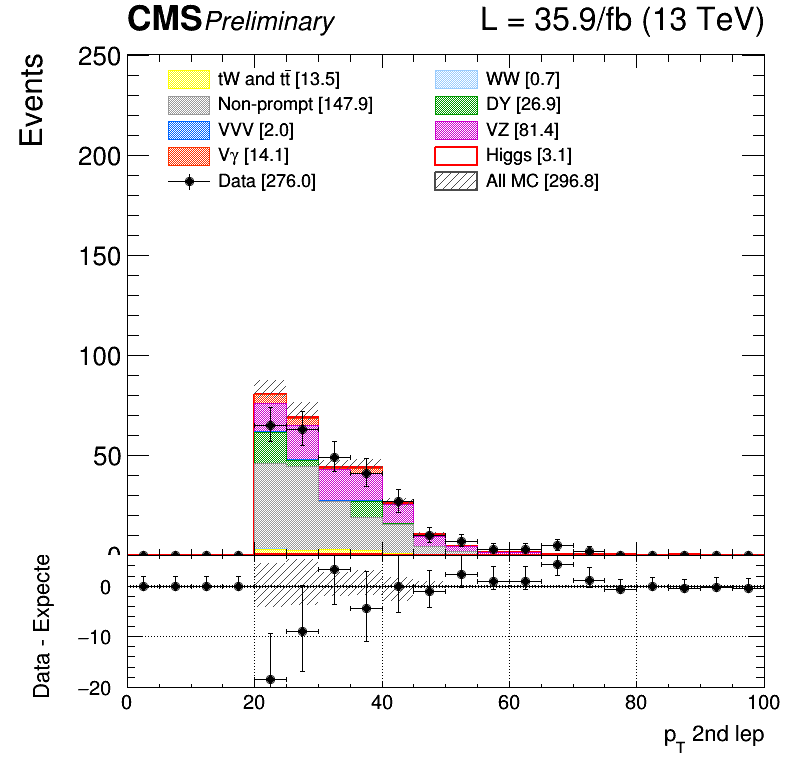 CMS Preliminary L = 35.9/fb (13 TeV)
Events
250
200
150
100
50
0
tW and tt̄ [13.5]
Non-prompt [147.9]
VVV [2.0]
Vγ [14.1]
Data [276.0]
WW [0.7]
DY [26.9]
VZ [81.4]
Higgs [3.1]
All MC [296.8]
Data - Expecte
0
−10
−20
0 20 40 60 80 100
p_T 2nd lep